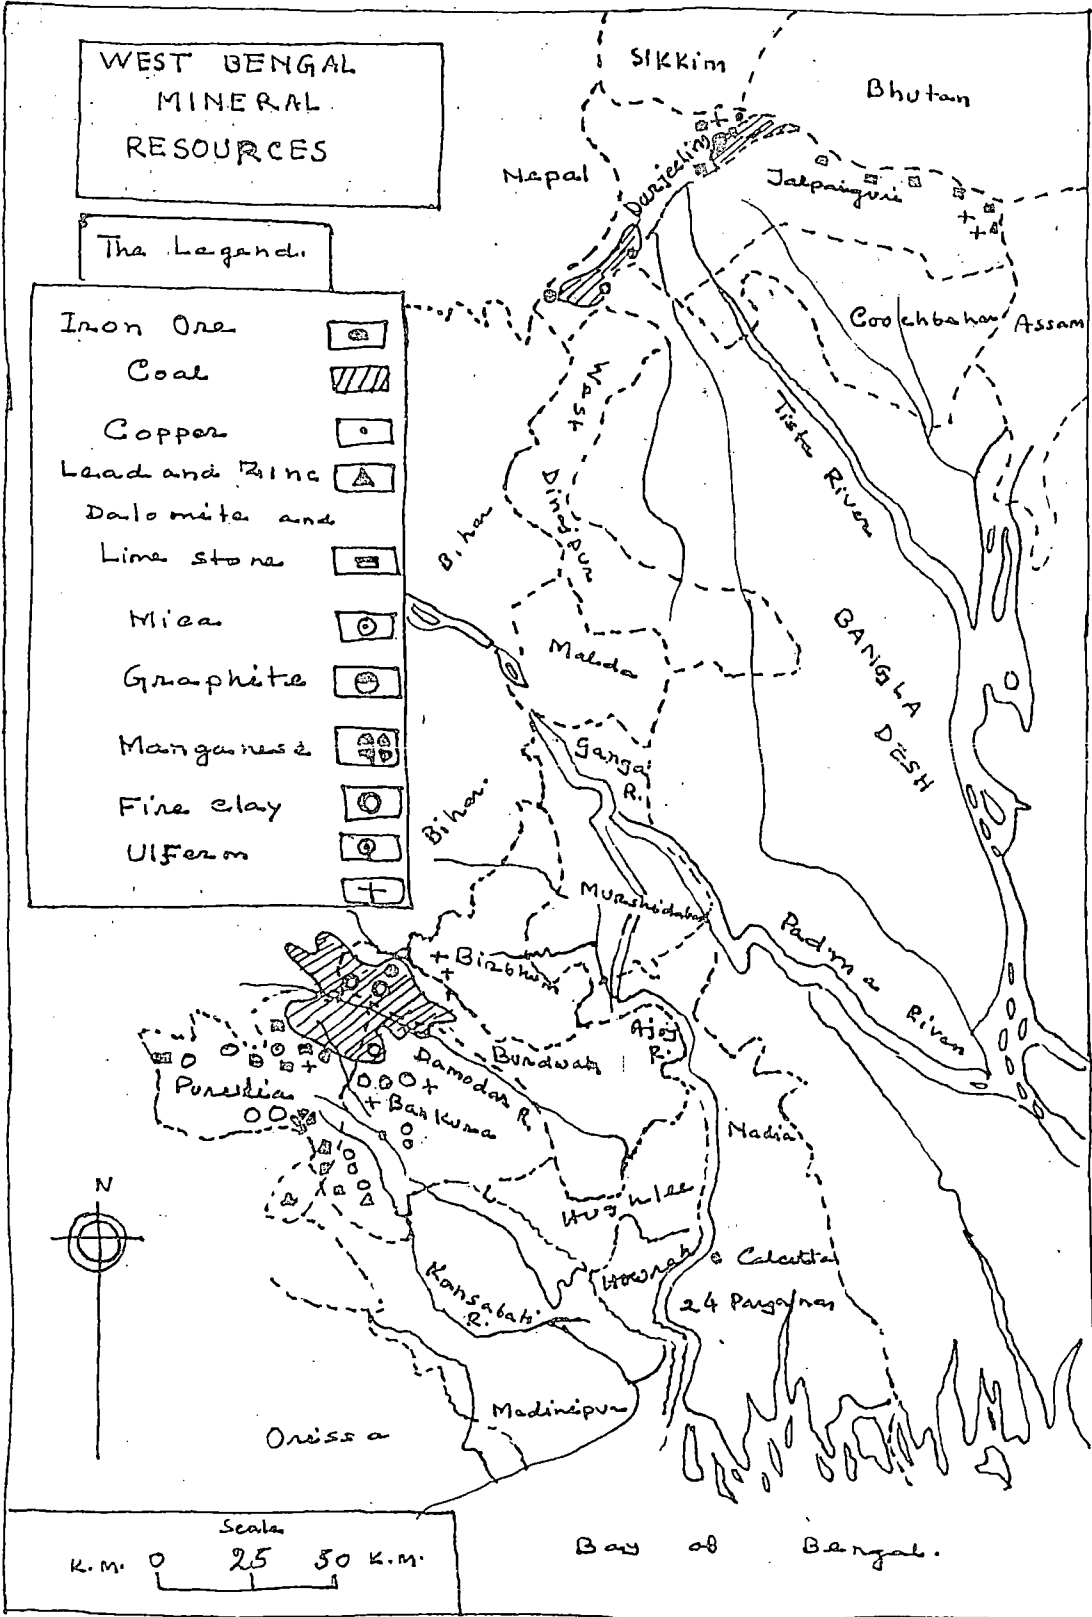 WEST BENGAL
MINERAL
RESOURCES
The Legend.
Iron Ore
Coal
Copper
Lead and Zinc
Dalomite and
Lime stone
Mica
Graphite
Manganese
Fire clay
Ulferm
Sikkim
Bhutan
Nepal
Darjeeling
Jalpaiguri
Coolchbehar
Assam
West
Dinajpur
Tista River
Bihar
Malda
BANGLA
DESH
Ganga
R.
Bihar.
Murshidabad
Padma River
Birbhum
Ajoy
R.
Burdwan
Damodar R.
Purulia
Bankura
Nadia
N
Hughlee
Howrah
Calcutta
24 Parganas
Kansabati
R.
Medinipur
Orissa
Scale
K.M. 0 25 50 K.M.
Bay of Bengal.